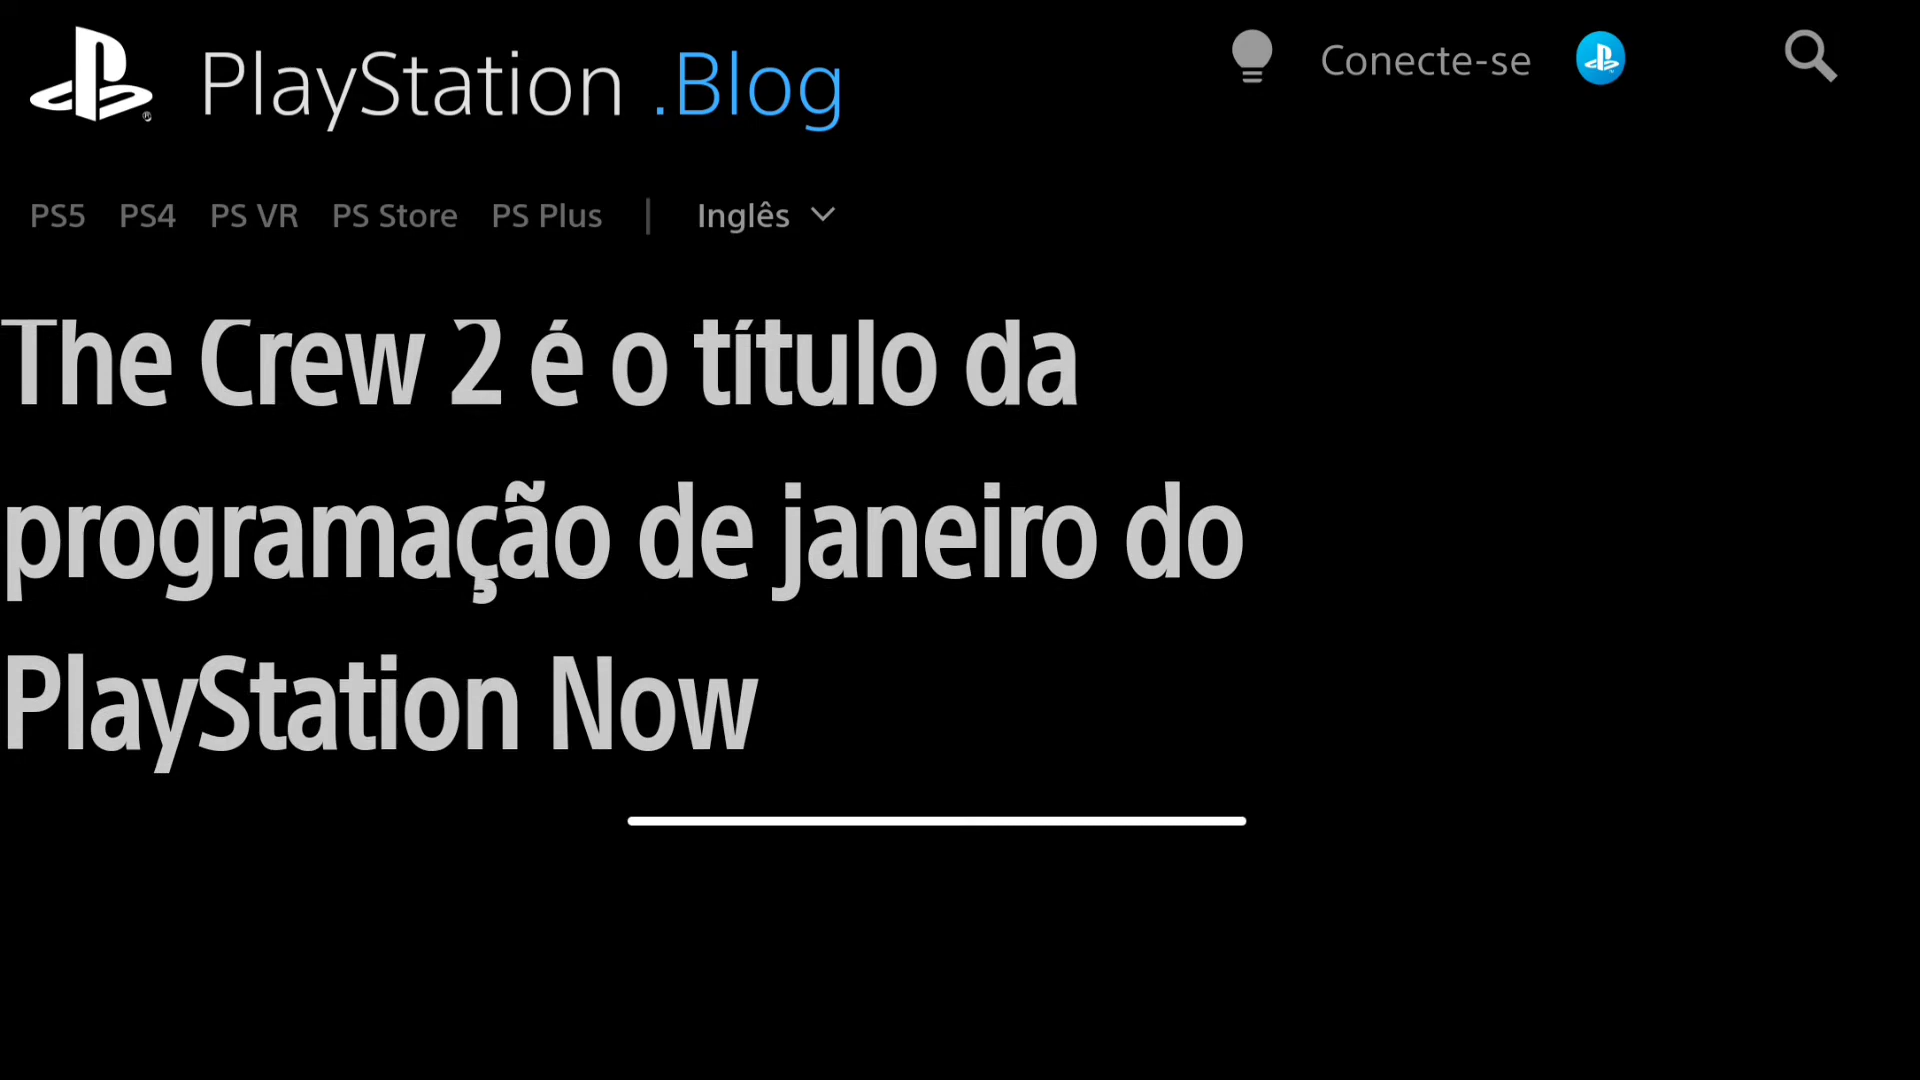 PlayStation .Blog
Conecte-se
PS5 PS4 PS VR PS Store PS Plus | Inglês
The Crew 2 é o título da
programação de janeiro do
PlayStation Now